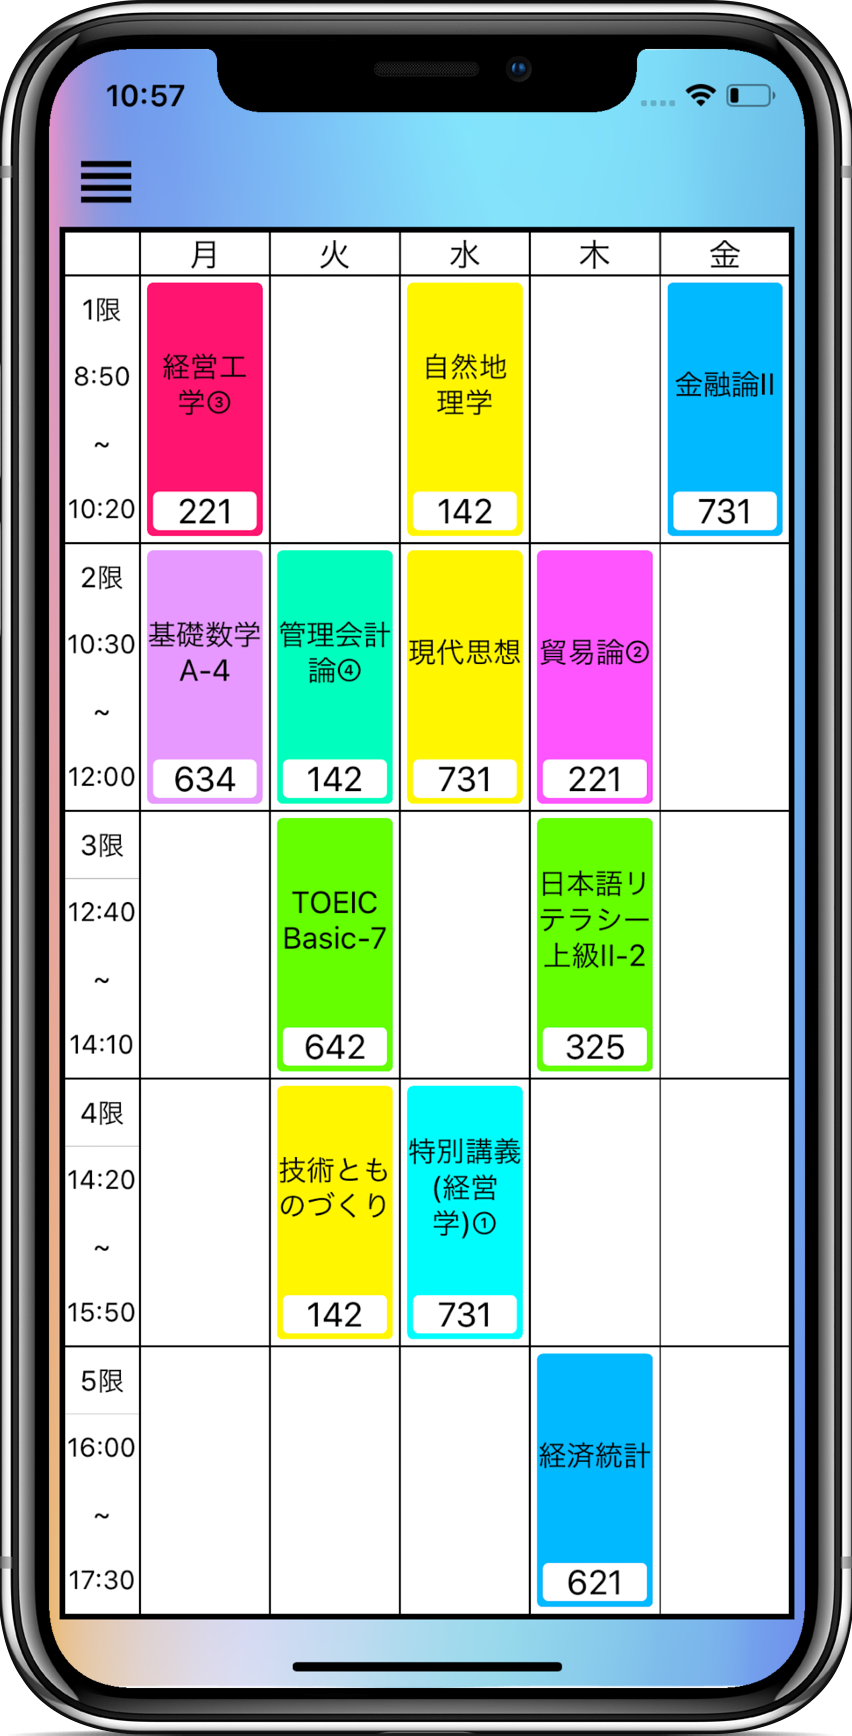 10:57
月 火 水 木 金
1限
8:50
~
10:20
経営工
学③
221
自然地
理学
142
金融論II
731
2限
10:30
~
12:00
基礎数学
A-4
634
管理会計
論④
142
現代思想
731
貿易論②
221
3限
12:40
~
14:10
TOEIC
Basic-7
642
日本語リ
テラシー
上級II-2
325
4限
14:20
~
15:50
技術とも
のづくり
142
特別講義
(経営
学)①
731
5限
16:00
~
17:30
経済統計
621